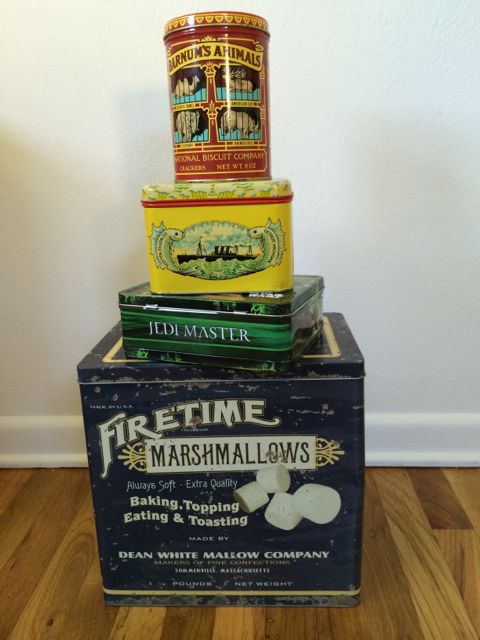 BARNUM'S ANIMALS
NATIONAL BISCUIT COMPANY
CRACKERS NET WT 8 OZ
JEDI MASTER
MADE IN U.S.A.
FIRETIME
TRADEMARK
MARSHMALLOWS
Always Soft - Extra Quality
Baking, Topping
Eating & Toasting
MADE BY
DEAN WHITE MALLOW COMPANY
MAKERS OF FINE CONFECTIONS
SOMMERVILLE, MASSACHUSETTS
POUNDS NET WEIGHT